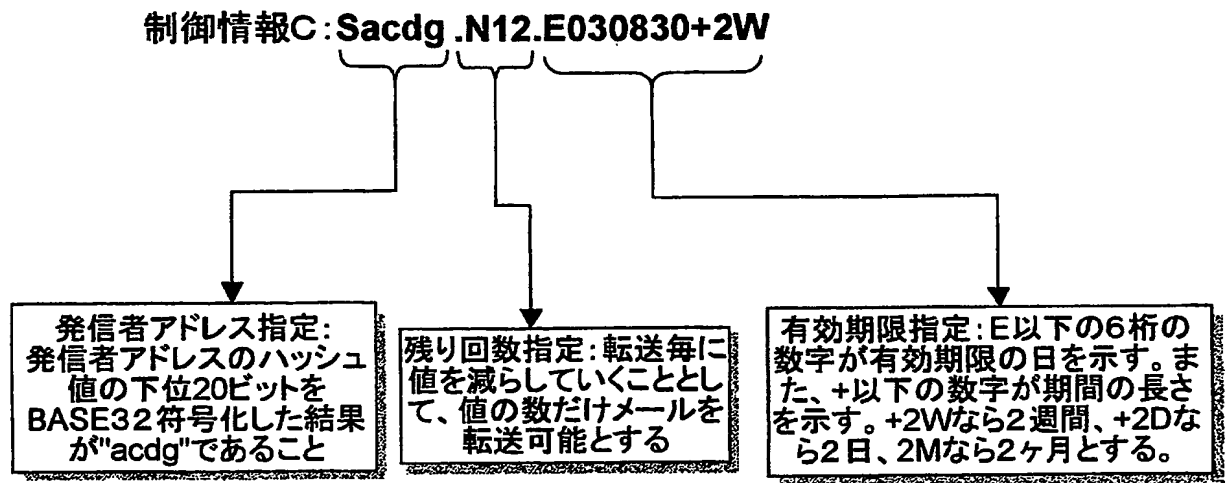 制御情報C:Sacdg.N12.E030830+2W
発信者アドレス指定:
発信者アドレスのハッシュ
値の下位20ビットを
BASE32符号化した結果
が"acdg"であること
残り回数指定:転送毎に
値を減らしていくこととし
て、値の数だけメールを
転送可能とする
有効期限指定:E以下の6桁の
数字が有効期限の日を示す。ま
た、+以下の数字が期間の長さ
を示す。+2Wなら2週間、+2Dな
ら2日、2Mなら2ヶ月とする。